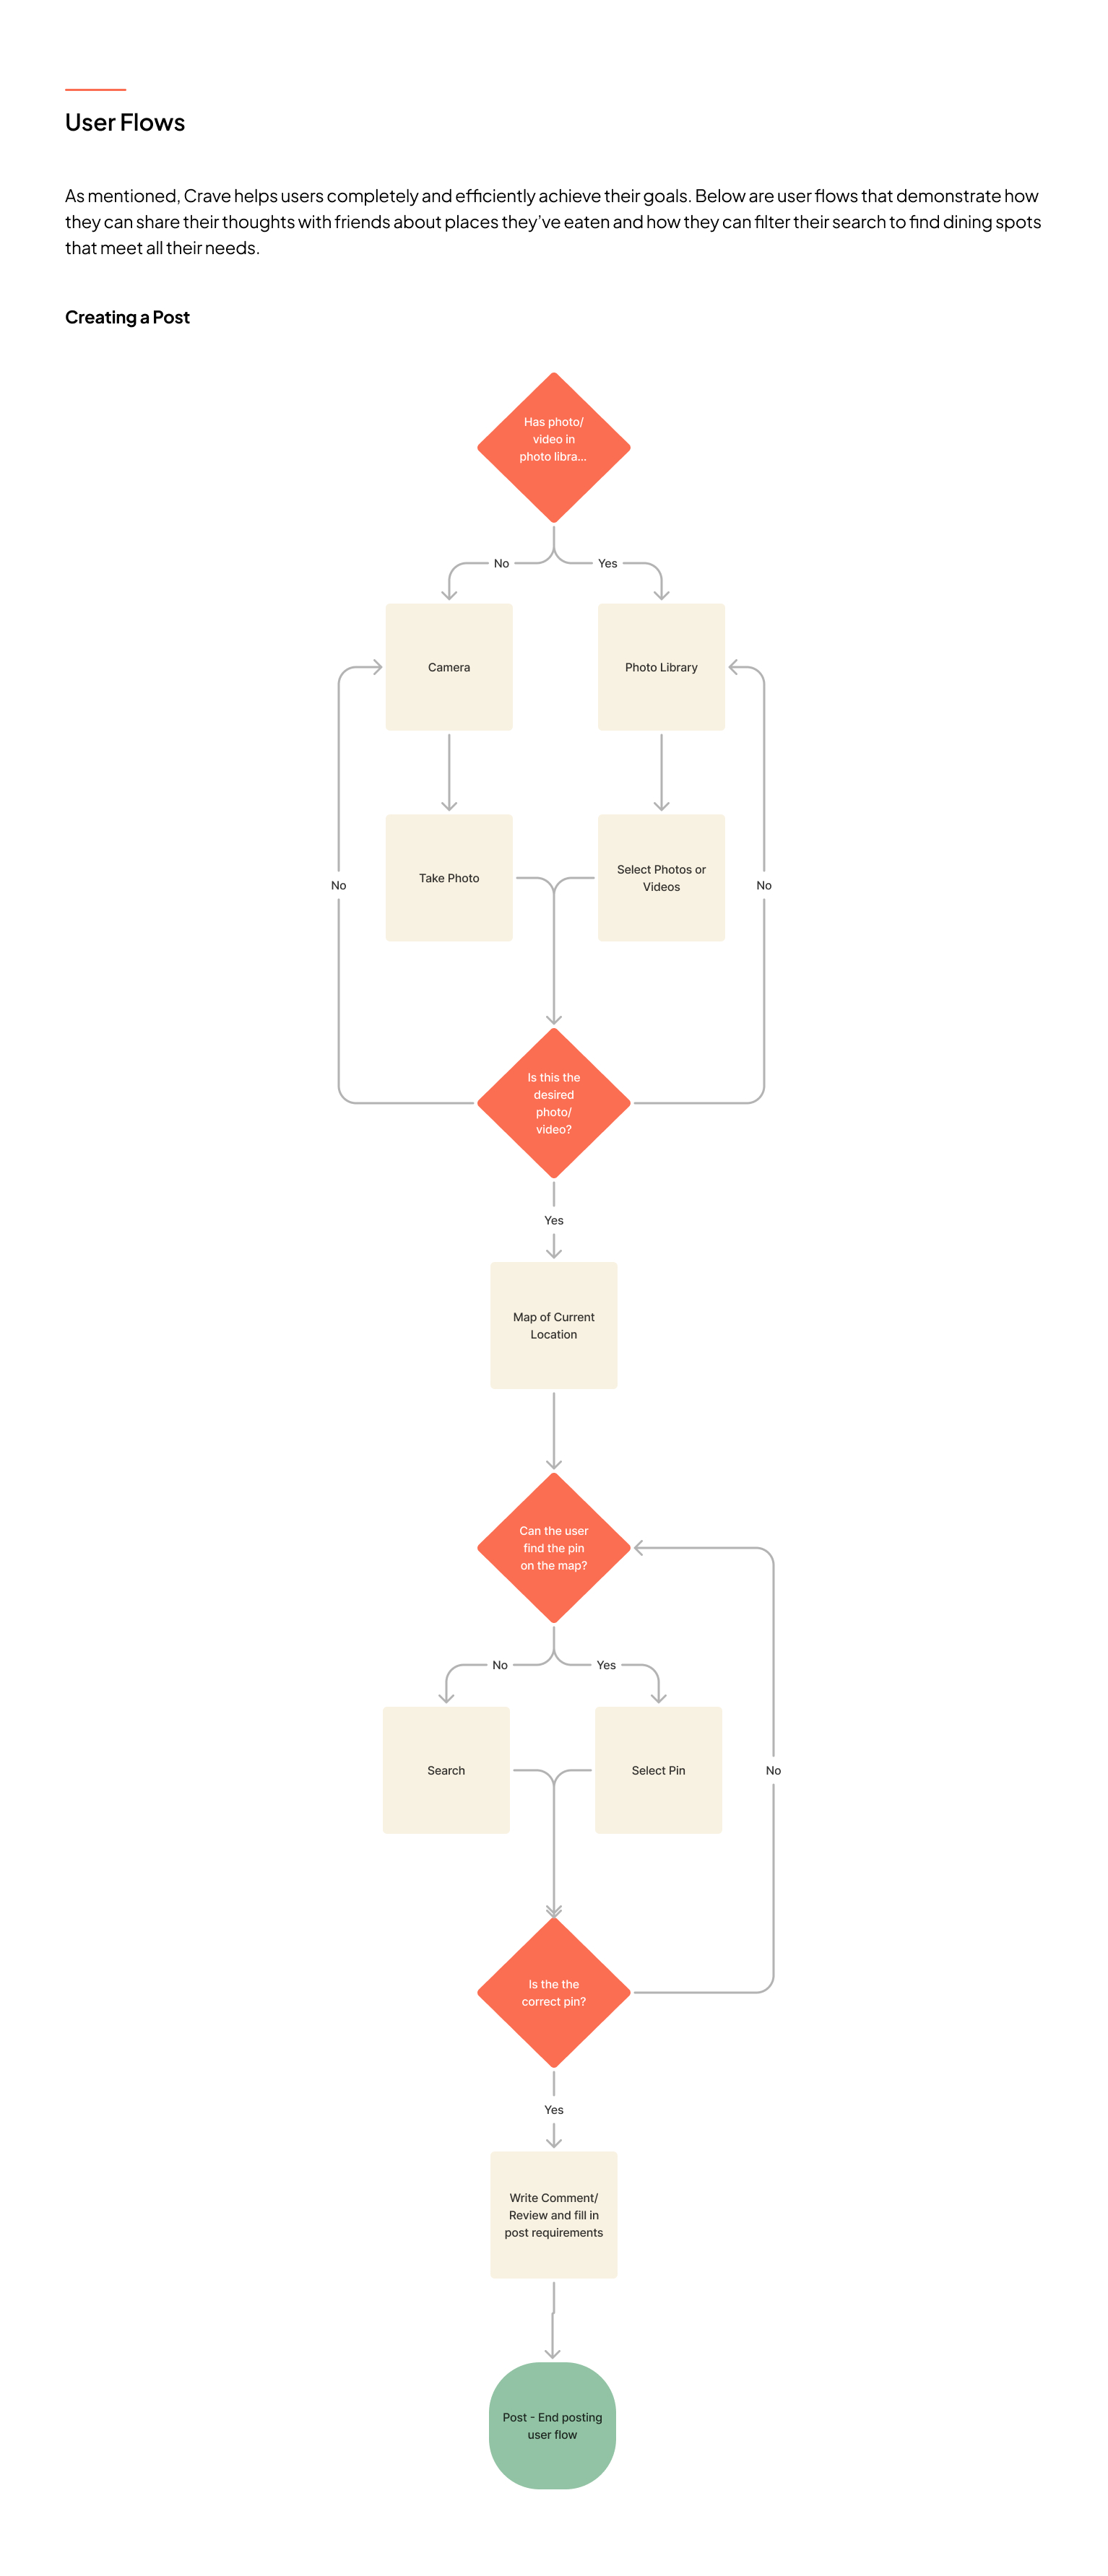 User Flows
As mentioned, Crave helps users completely and efficiently achieve their goals. Below are user flows that demonstrate how
they can share their thoughts with friends about places they’ve eaten and how they can filter their search to find dining spots
that meet all their needs.
Creating a Post
Has photo/
video in
photo libra...
No
Yes
Camera
Photo Library
Take Photo
Select Photos or
Videos
No
No
Is this the
desired
photo/
video?
Yes
Map of Current
Location
Can the user
find the pin
on the map?
No
Yes
Search
Select Pin
No
Is the the
correct pin?
Yes
Write Comment/
Review and fill in
post requirements
Post - End posting
user flow